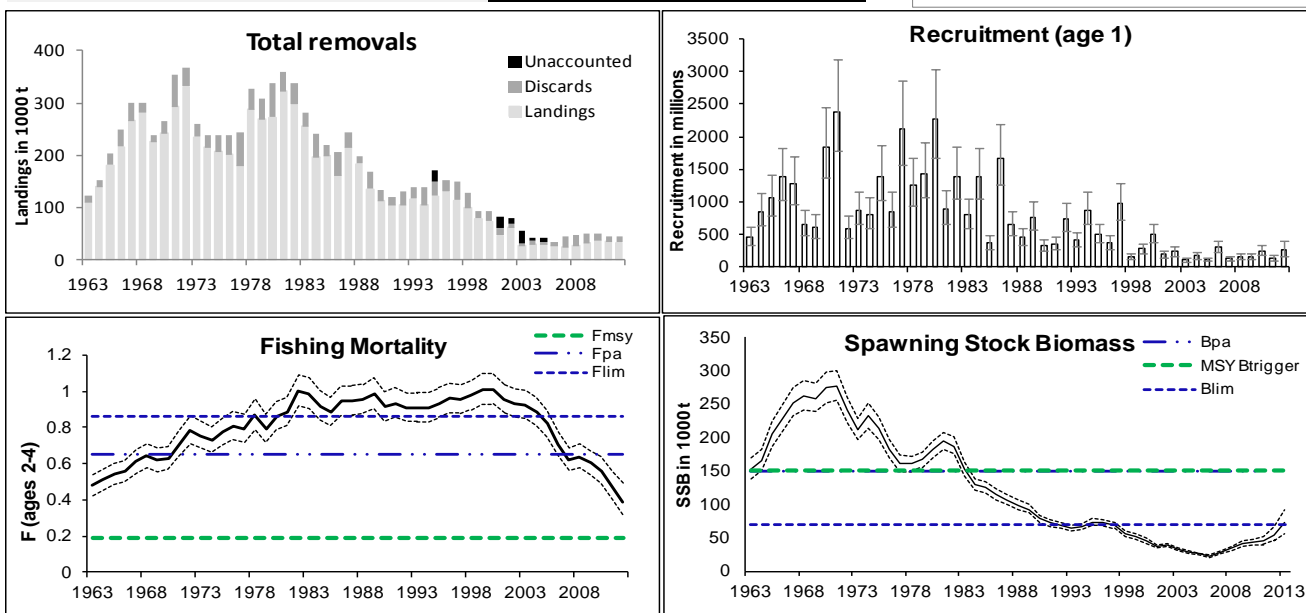 Total removals
400
300
200
100
0
Landings in 1000 t
Unaccounted
Discards
Landings
1963 1968 1973 1978 1983 1988 1993 1998 2003 2008
Recruitment (age 1)
3500
3000
2500
2000
1500
1000
500
0
Recruitment in millions
1963 1968 1973 1978 1983 1988 1993 1998 2003 2008
Fishing Mortality
Fmsy
Fpa
Flim
1.2
1
0.8
0.6
0.4
0.2
0
F (ages 2-4)
1963 1968 1973 1978 1983 1988 1993 1998 2003 2008
Spawning Stock Biomass
Bpa
MSY Btrigger
Blim
350
300
250
200
150
100
50
0
SSB in 1000 t
1963 1968 1973 1978 1983 1988 1993 1998 2003 2008 2013